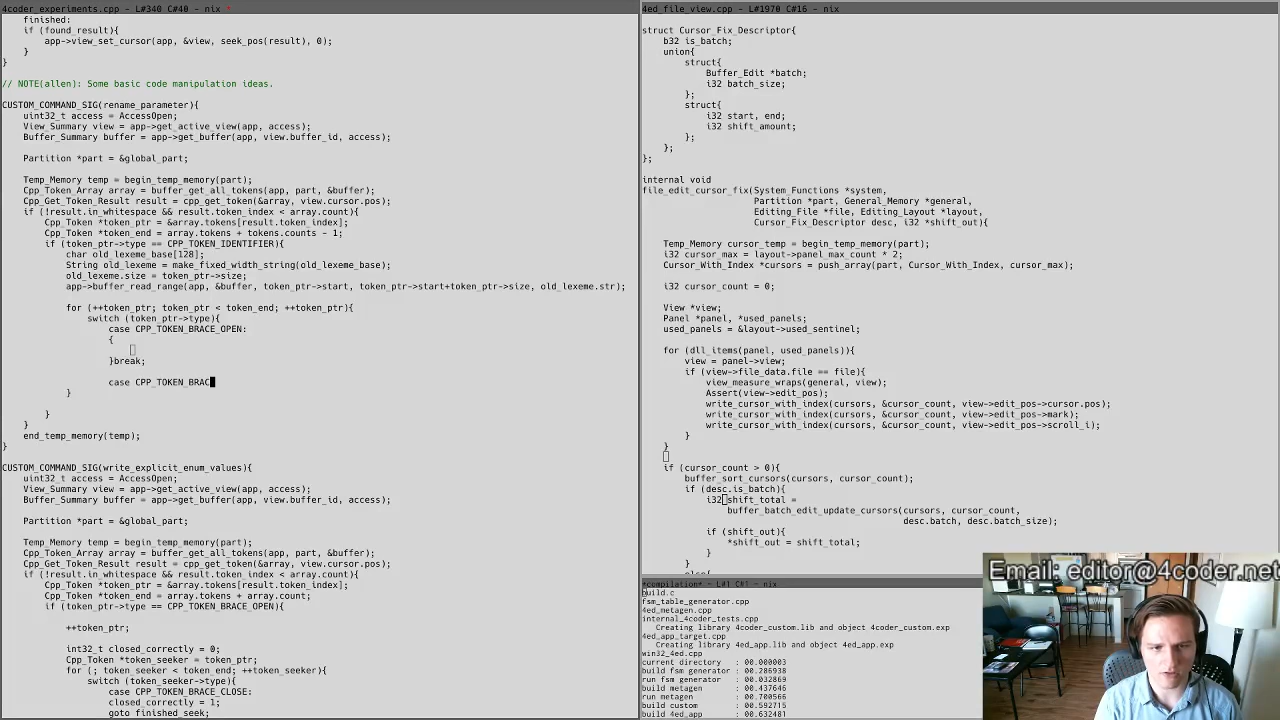 4coder_experiments.cpp - L#340 C#40 - nix *
    finished:
    if (found_result){
        app->view_set_cursor(app, &view, seek_pos(result), 0);
    }
}
// NOTE(allen): Some basic code manipulation ideas.
CUSTOM_COMMAND_SIG(rename_parameter){
    uint32_t access = AccessOpen;
    View_Summary view = app->get_active_view(app, access);
    Buffer_Summary buffer = app->get_buffer(app, view.buffer_id, access);
    Partition *part = &global_part;
    Temp_Memory temp = begin_temp_memory(part);
    Cpp_Token_Array array = buffer_get_all_tokens(app, part, &buffer);
    Cpp_Get_Token_Result result = cpp_get_token(&array, view.cursor.pos);
    if (!result.in_whitespace && result.token_index < array.count){
        Cpp_Token *token_ptr = &array.tokens[result.token_index];
        Cpp_Token *token_end = array.tokens + tokens.counts - 1;
        if (token_ptr->type == CPP_TOKEN_IDENTIFIER){
            char old_lexeme_base[128];
            String old_lexeme = make_fixed_width_string(old_lexeme_base);
            old_lexeme.size = token_ptr->size;
            app->buffer_read_range(app, &buffer, token_ptr->start, token_ptr->start+token_ptr->size, old_lexeme.str);
            for (++token_ptr; token_ptr < token_end; ++token_ptr){
                switch (token_ptr->type){
                    case CPP_TOKEN_BRACE_OPEN:
                    {
                    }break;
                    case CPP_TOKEN_BRAC
            }
        }
    }
    end_temp_memory(temp);
}
CUSTOM_COMMAND_SIG(write_explicit_enum_values){
    uint32_t access = AccessOpen;
    View_Summary view = app->get_active_view(app, access);
    Buffer_Summary buffer = app->get_buffer(app, view.buffer_id, access);
    Partition *part = &global_part;
    Temp_Memory temp = begin_temp_memory(part);
    Cpp_Token_Array array = buffer_get_all_tokens(app, part, &buffer);
    Cpp_Get_Token_Result result = cpp_get_token(&array, view.cursor.pos);
    if (!result.in_whitespace && result.token_index < array.count){
        Cpp_Token *token_ptr = &array.tokens[result.token_index];
        Cpp_Token *token_end = array.tokens + array.count;
        if (token_ptr->type == CPP_TOKEN_BRACE_OPEN){
            ++token_ptr;
            int32_t closed_correctly = 0;
            Cpp_Token *token_seeker = token_ptr;
            for (; token_seeker < token_end; ++token_seeker){
                switch (token_seeker->type){
                    case CPP_TOKEN_BRACE_CLOSE:
                    closed_correctly = 1;
                    goto finished_seek;
4ed_file_view.cpp - L#1970 C#16 - nix
struct Cursor_Fix_Descriptor{
    b32 is_batch;
    union{
        struct{
            Buffer_Edit *batch;
            i32 batch_size;
        };
        struct{
            i32 start, end;
            i32 shift_amount;
        };
    };
};
internal void
file_edit_cursor_fix(System_Functions *system,
                     Partition *part, General_Memory *general,
                     Editing_File *file, Editing_Layout *layout,
                     Cursor_Fix_Descriptor desc, i32 *shift_out){
    Temp_Memory cursor_temp = begin_temp_memory(part);
    i32 cursor_max = layout->panel_max_count * 2;
    Cursor_With_Index *cursors = push_array(part, Cursor_With_Index, cursor_max);
    i32 cursor_count = 0;
    View *view;
    Panel *panel, *used_panels;
    used_panels = &layout->used_sentinel;
    for (dll_items(panel, used_panels)){
        view = panel->view;
        if (view->file_data.file == file){
            view_measure_wraps(general, view);
            Assert(view->edit_pos);
            write_cursor_with_index(cursors, &cursor_count, view->edit_pos->cursor.pos);
            write_cursor_with_index(cursors, &cursor_count, view->edit_pos->mark);
            write_cursor_with_index(cursors, &cursor_count, view->edit_pos->scroll_i);
        }
    }
    if (cursor_count > 0){
        buffer_sort_cursors(cursors, cursor_count);
        if (desc.is_batch){
            i32 shift_total =
                buffer_batch_edit_update_cursors(cursors, cursor_count,
                                                 desc.batch, desc.batch_size);
            if (shift_out){
                *shift_out = shift_total;
            }
        }
*compilation* - L#1 C#1 - nix
build.c
fsm_table_generator.cpp
4ed_metagen.cpp
internal_4coder_tests.cpp
   Creating library 4coder_custom.lib and object 4coder_custom.exp
4ed_app_target.cpp
   Creating library 4ed_app.lib and object 4ed_app.exp
win32_4ed.cpp
current directory   : 00.000003
build fsm generator : 00.286938
run fsm generator   : 00.032869
build metagen       : 00.437646
run metagen         : 00.700566
build custom        : 00.592715
build 4ed_app       : 00.632481
Email: editor@4coder.net